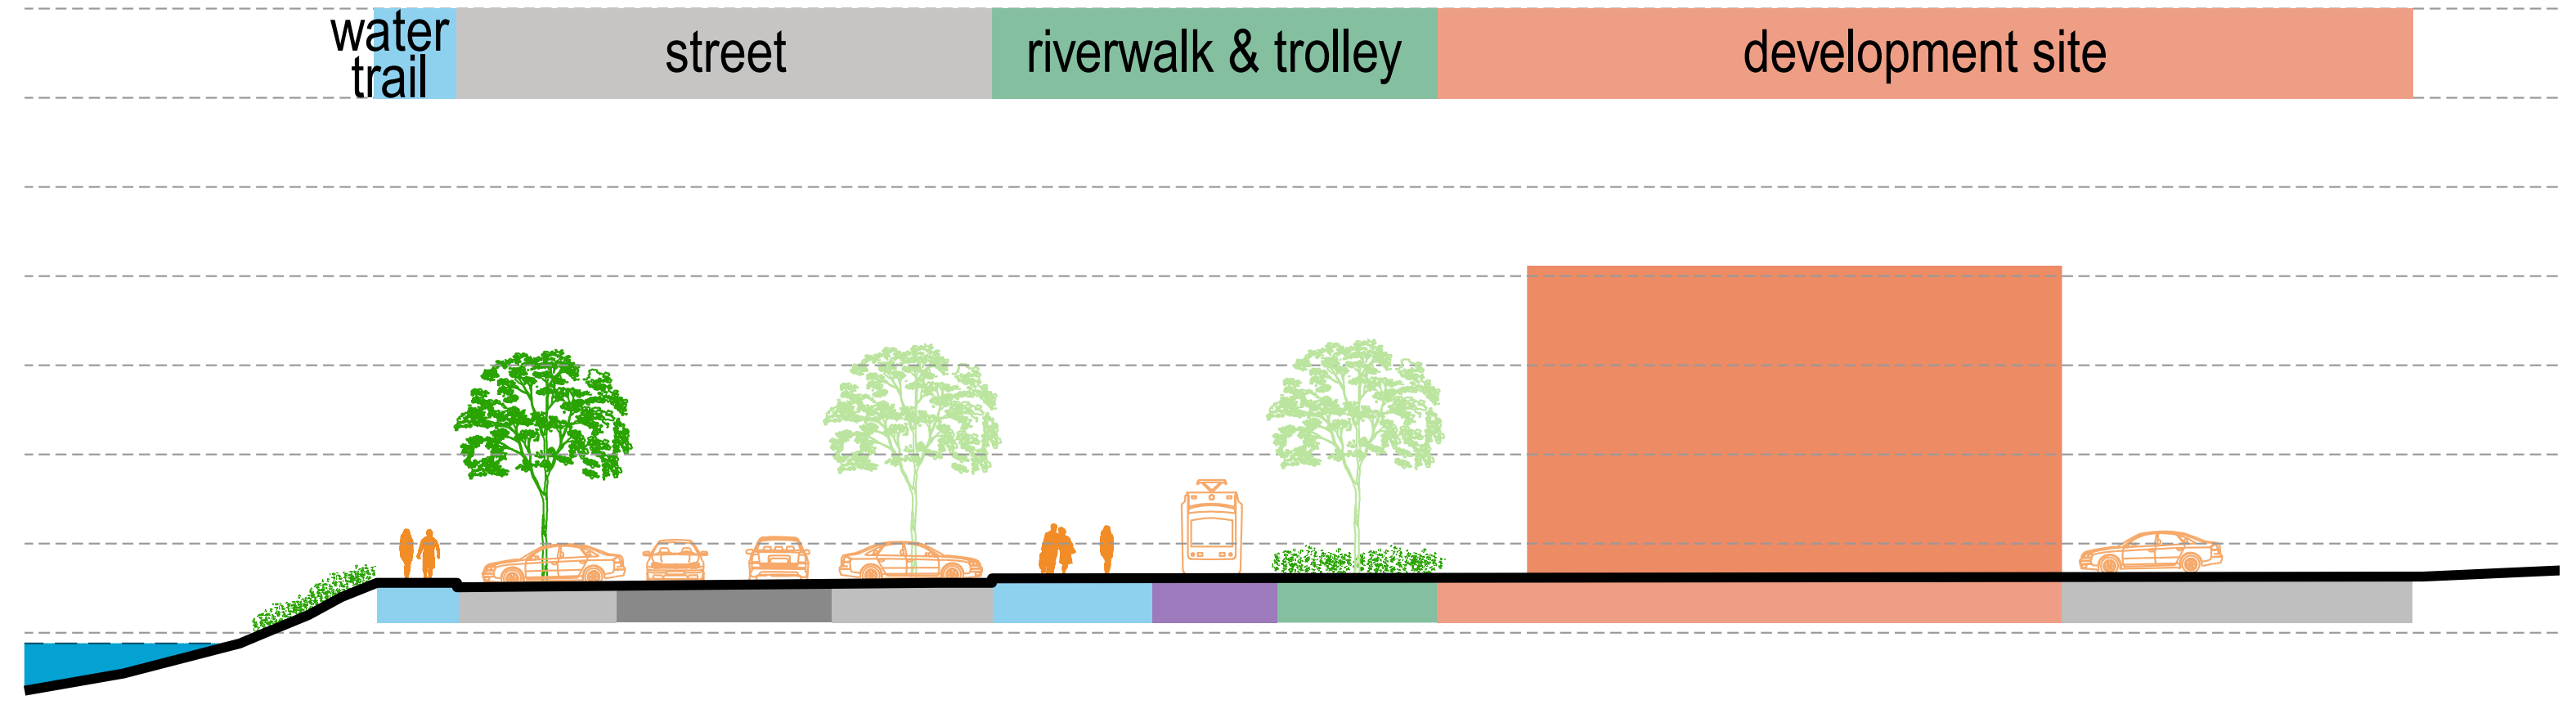 water
trail
street
riverwalk & trolley
development site